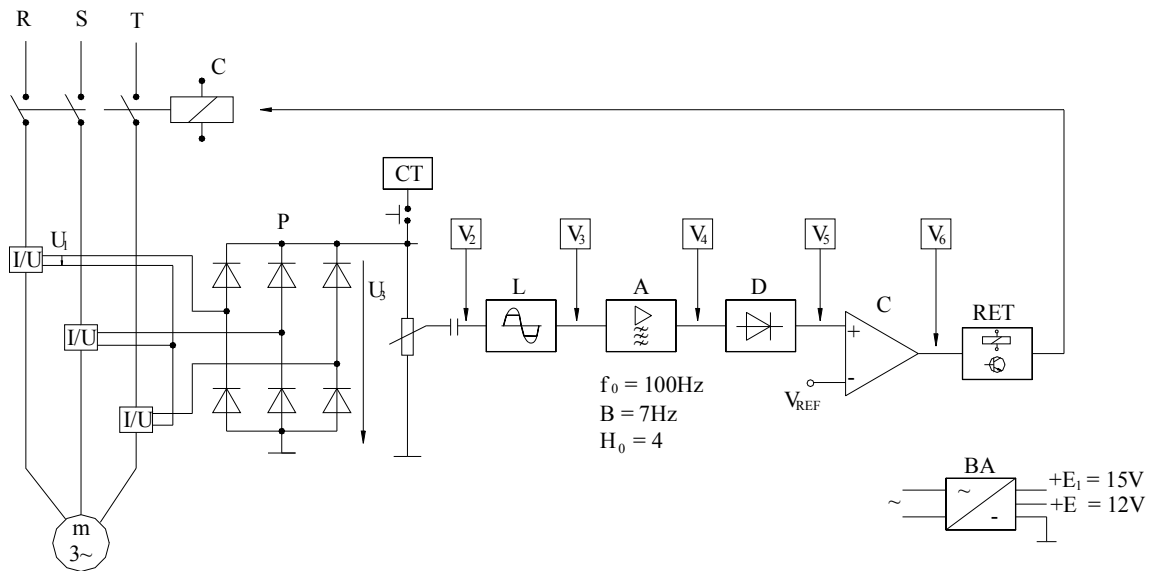 R S T
C
CT
U1
P
V2
V3
V4
V5
V6
I/U
U3
L
A
D
C
RET
I/U
+
-
VREF
f0 = 100Hz
B = 7Hz
H0 = 4
I/U
BA
~
~
-
+E1 = 15V
+E = 12V
m
3~